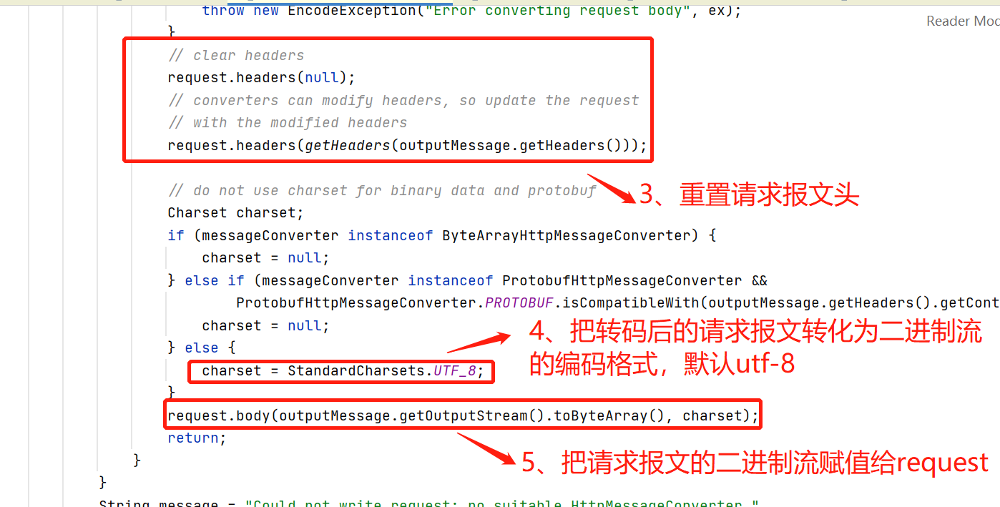 throw new EncodeException("Error converting request body", ex);
Reader Mod
}
// clear headers
request.headers(null);
// converters can modify headers, so update the request
// with the modified headers
request.headers(getHeaders(outputMessage.getHeaders()));
3、重置请求报文头
// do not use charset for binary data and protobuf
Charset charset;
if (messageConverter instanceof ByteArrayHttpMessageConverter) {
charset = null;
} else if (messageConverter instanceof ProtobufHttpMessageConverter &&
ProtobufHttpMessageConverter.PROTOBUF.isCompatibleWith(outputMessage.getHeaders().getCont
charset = null;
4、把转码后的请求报文转化为二进制流
的编码格式，默认utf-8
} else {
charset = StandardCharsets.UTF_8;
}
request.body(outputMessage.getOutputStream().toByteArray(), charset);
return;
5、把请求报文的二进制流赋值给request
}
}
String message = "Could not write request: no suitable HttpMessageConverter "